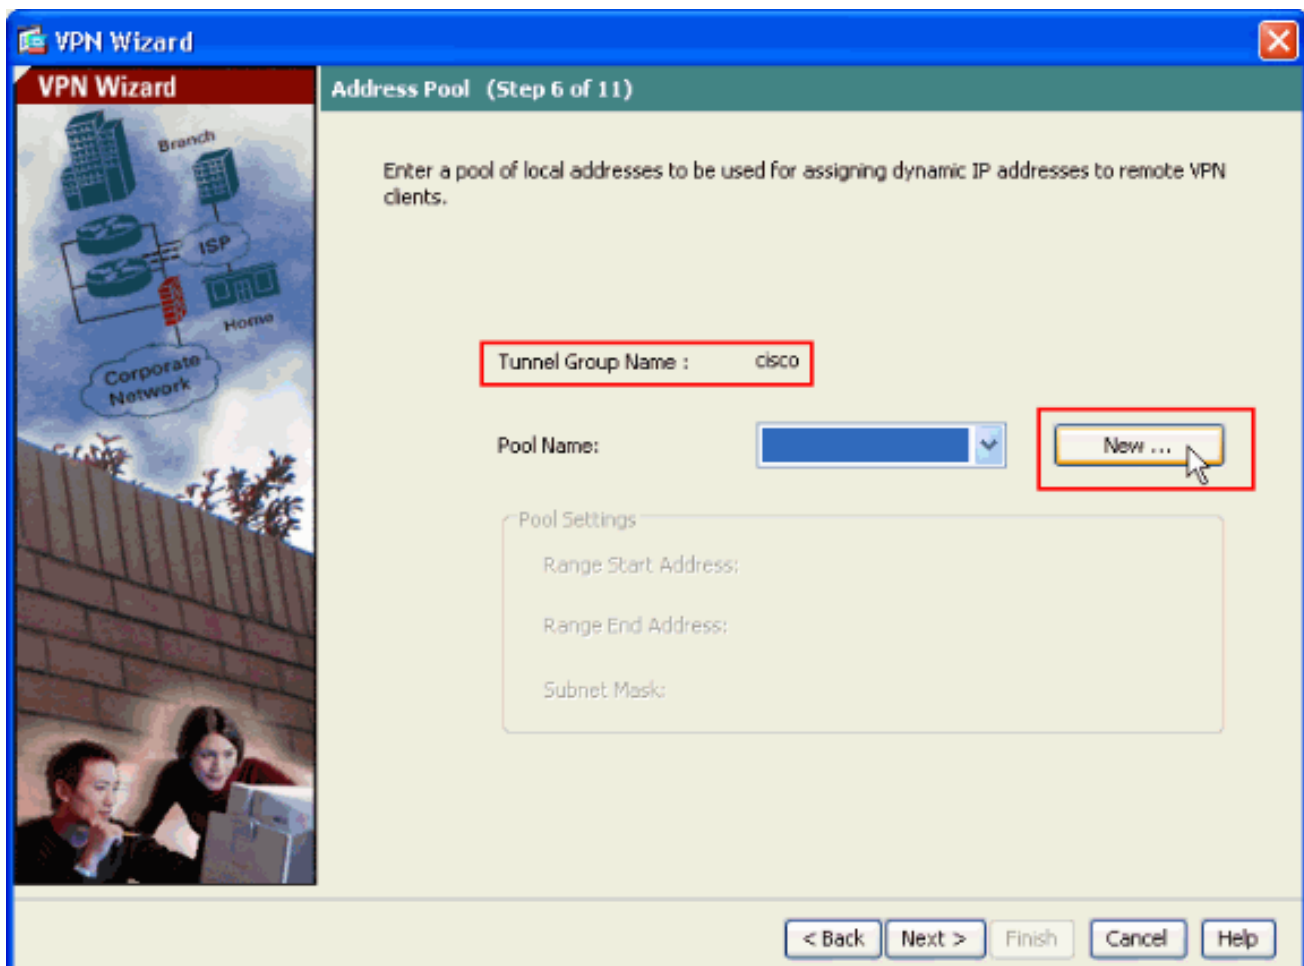 VPN Wizard
VPN Wizard
Address Pool (Step 6 of 11)
Branch
ISP
Home
Corporate
Network
Enter a pool of local addresses to be used for assigning dynamic IP addresses to remote VPN
clients.
Tunnel Group Name : cisco
Pool Name: New ...
Pool Settings
Range Start Address:
Range End Address:
Subnet Mask:
< Back Next > Finish Cancel Help